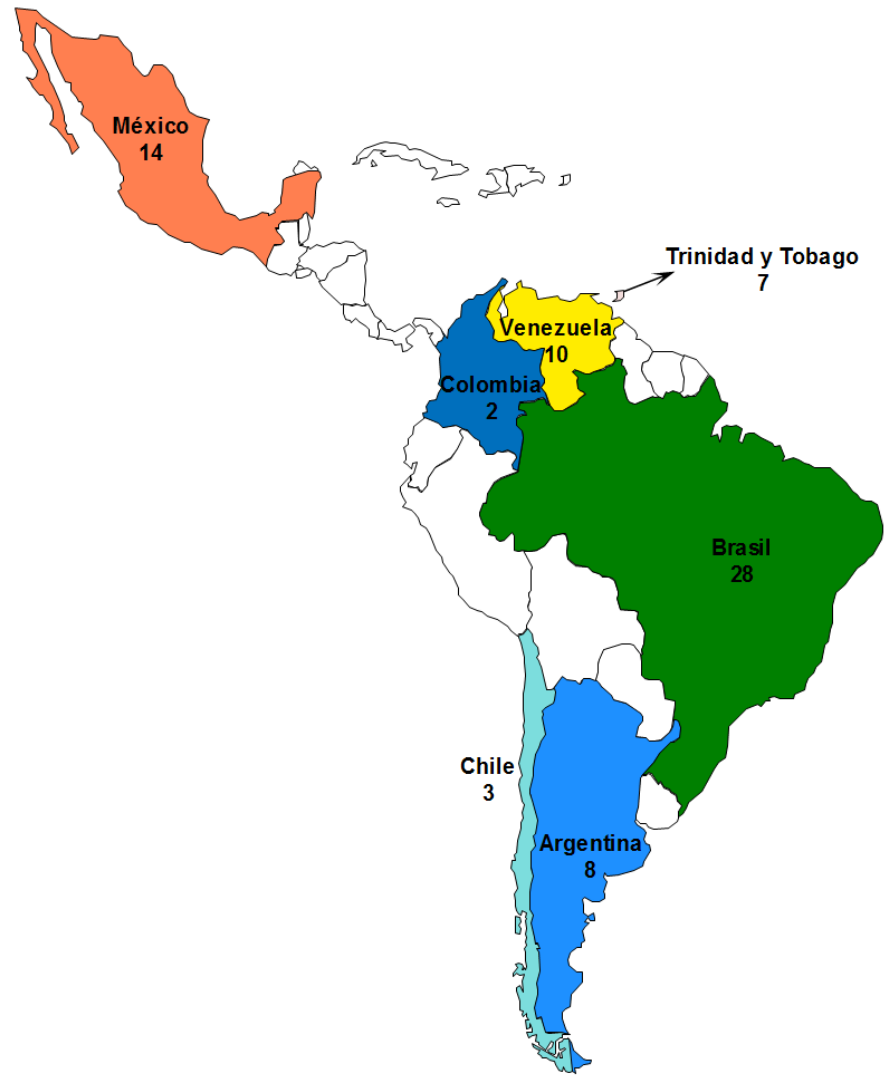 México
14
Trinidad y Tobago
7
Venezuela
10
Colombia
2
Brasil
28
Chile
3
Argentina
8